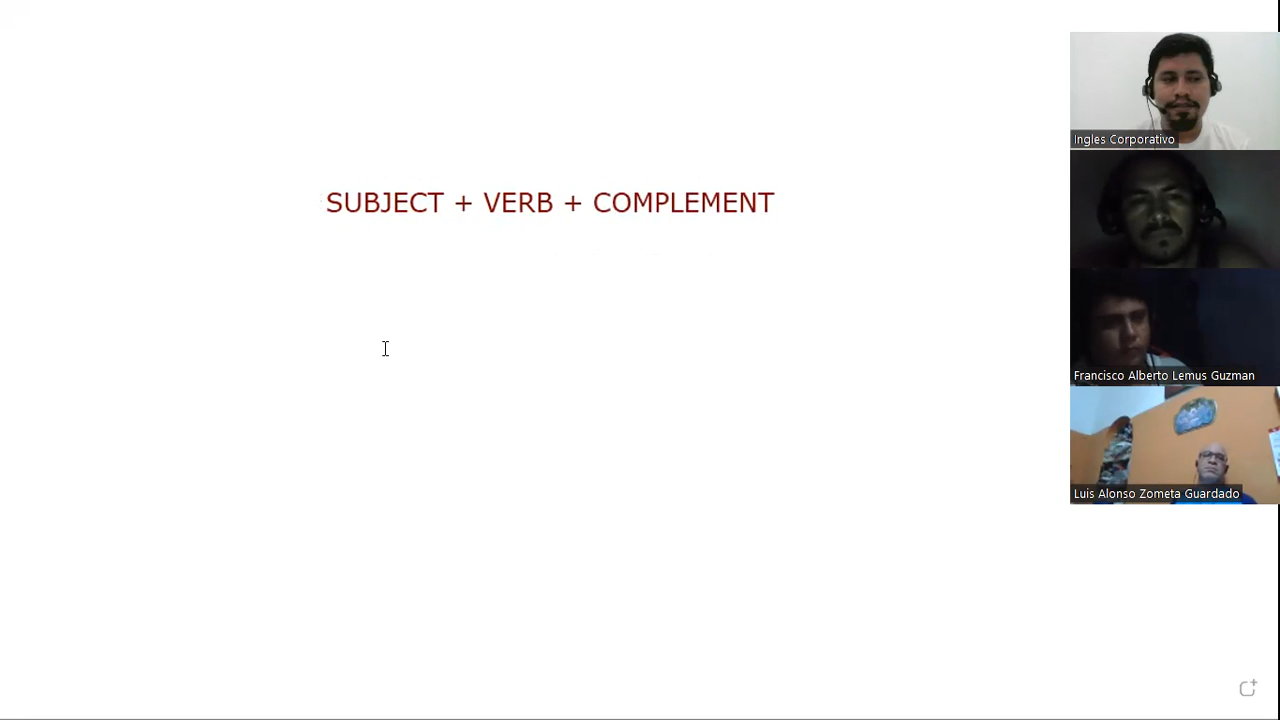 SUBJECT + VERB + COMPLEMENT
Ingles Corporativo
Francisco Alberto Lemus Guzman
Luis Alonso Zometa Guardado